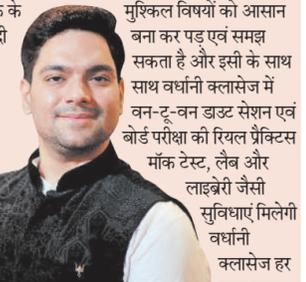 के
मुश्किल विषयों को आसान
बना कर पड़ एवं समझ
सकता है और इसी के साथ
साथ वर्धानी क्लासेज में
वन-टू-वन डाउट सेशन एवं
बोर्ड परीक्षा की रियल प्रैक्टिस
मॉक टेस्ट, लैब और
लाइब्रेरी जैसी
सुविधाएं मिलेगी
वर्धानी
क्लासेज हर